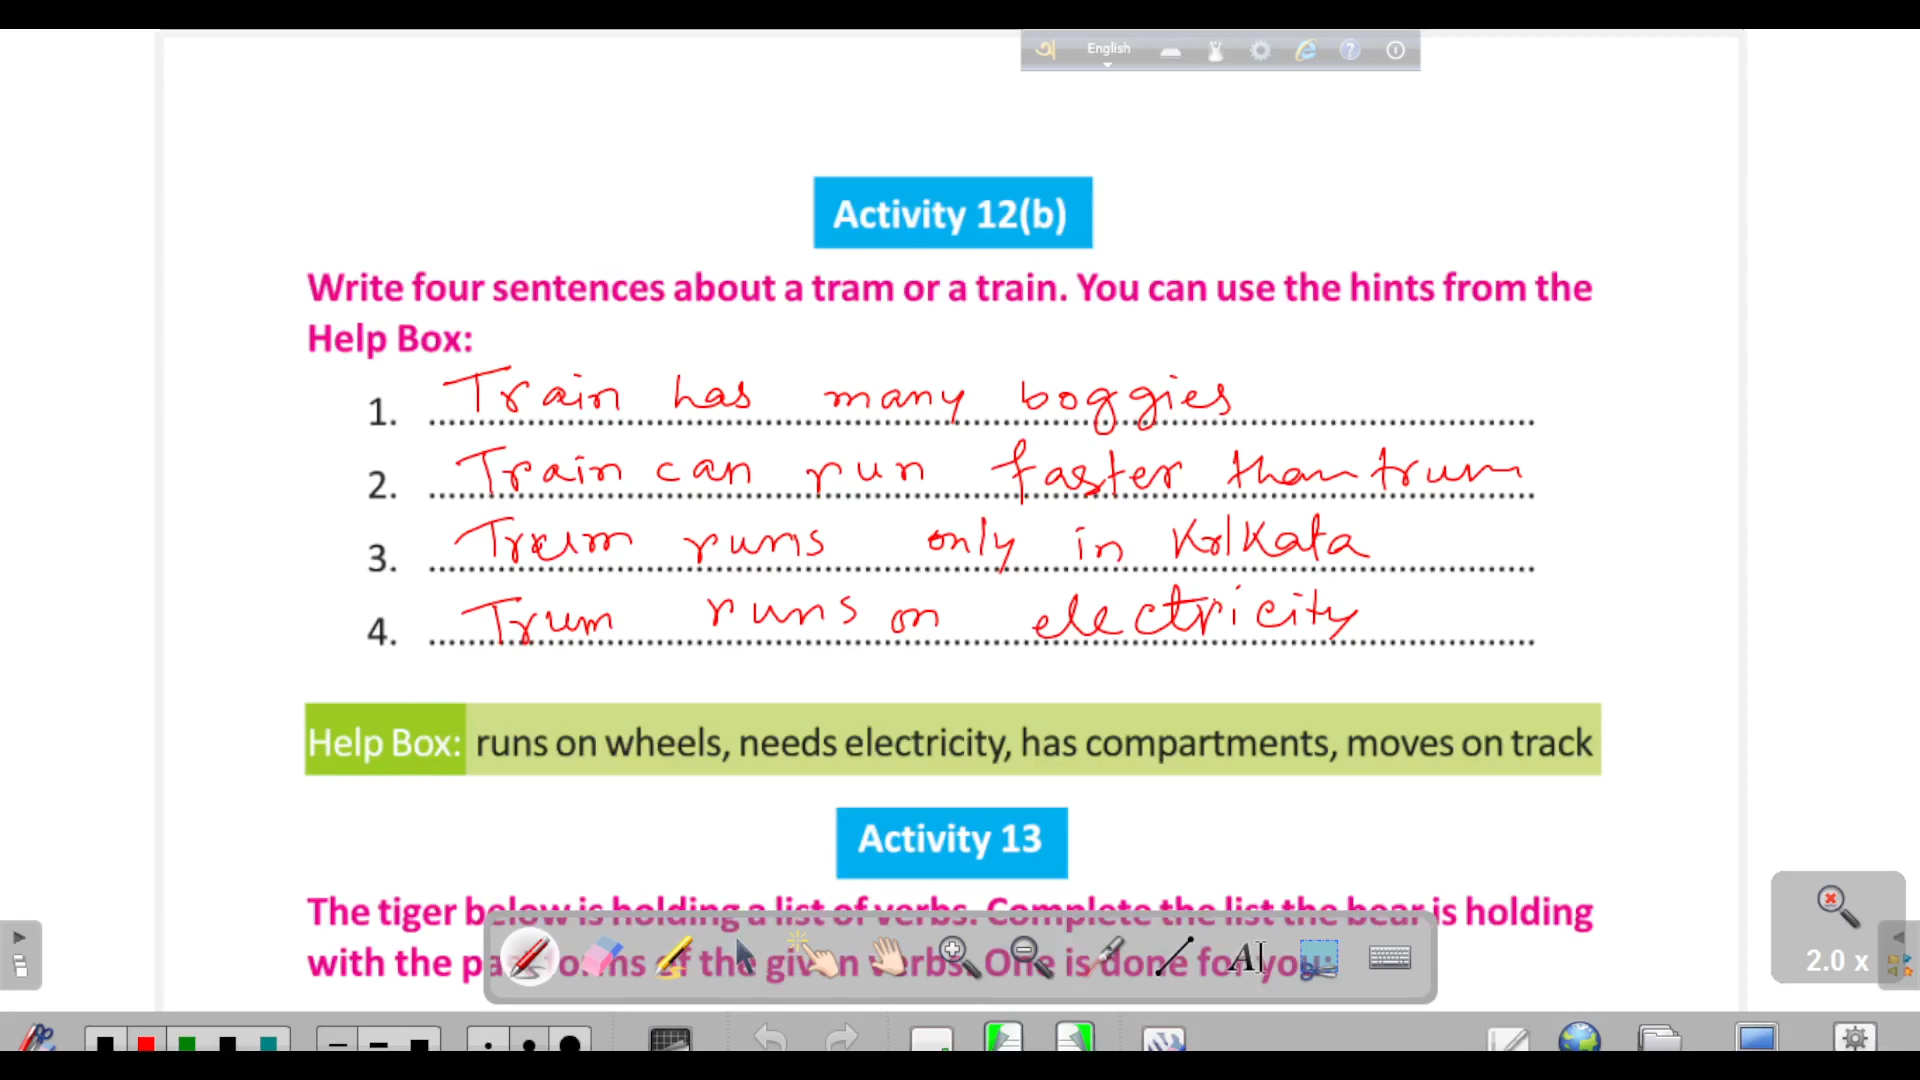 English
Activity 12(b)
Write four sentences about a tram or a train. You can use the hints from the
Help Box:
1. Train has many boggies
2. Train can run faster than trum
3. Trum runs only in Kolkata
4. Trum runs on electricity
Help Box: runs on wheels, needs electricity, has compartments, moves on track
Activity 13
The tiger below is holding a list of verbs. Complete the list the bear is holding
with the past forms of the given verbs. One is done for you:
2.0 x